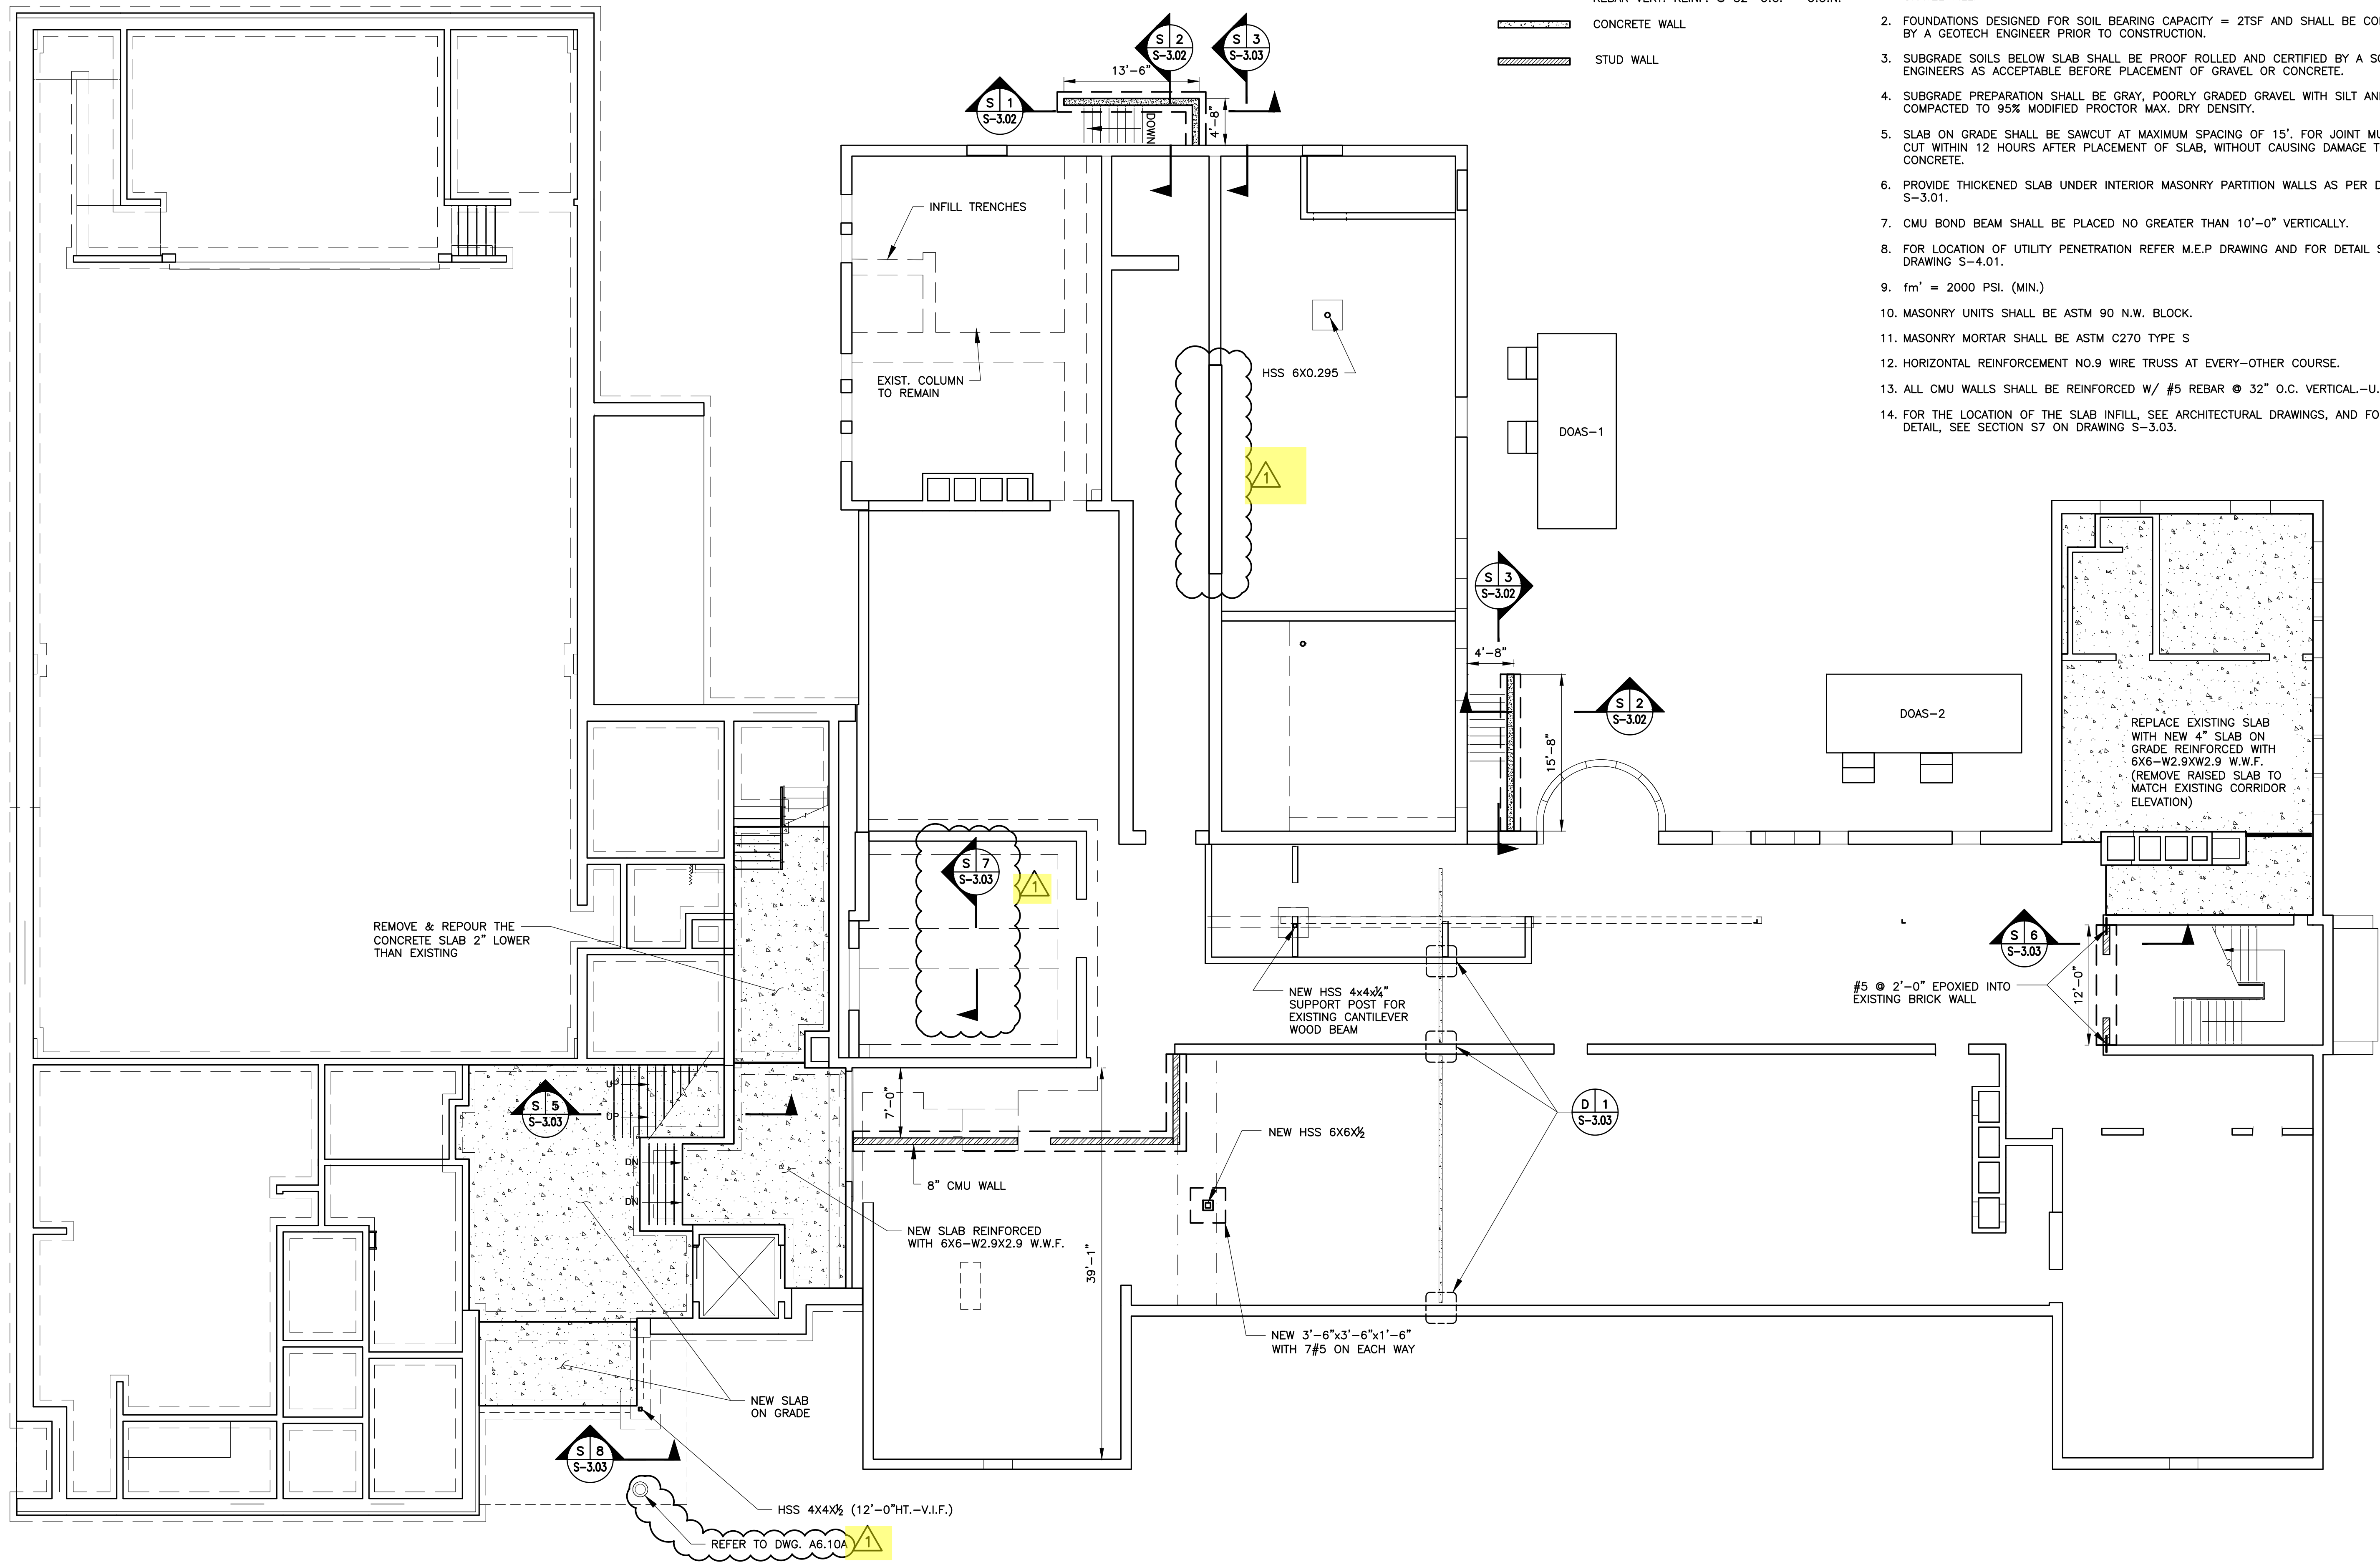 REBAR VERT. REINF. @ 32" O.C. - U.O.N.
CONCRETE WALL
STUD WALL
2. FOUNDATIONS DESIGNED FOR SOIL BEARING CAPACITY = 2TSF AND SHALL BE
BY A GEOTECH ENGINEER PRIOR TO CONSTRUCTION.
3. SUBGRADE SOILS BELOW SLAB SHALL BE PROOF ROLLED AND CERTIFIED BY A
ENGINEERS AS ACCEPTABLE BEFORE PLACEMENT OF GRAVEL OR CONCRETE.
4. SUBGRADE PREPARATION SHALL BE GRAY, POORLY GRADED GRAVEL WITH SILT
COMPACTED TO 95% MODIFIED PROCTOR MAX. DRY DENSITY.
5. SLAB ON GRADE SHALL BE SAWCUT AT MAXIMUM SPACING OF 15'. FOR JOINT
CUT WITHIN 12 HOURS AFTER PLACEMENT OF SLAB, WITHOUT CAUSING DAMAGE
CONCRETE.
6. PROVIDE THICKENED SLAB UNDER INTERIOR MASONRY PARTITION WALLS AS PER
S-3.01.
7. CMU BOND BEAM SHALL BE PLACED NO GREATER THAN 10'-0" VERTICALLY.
8. FOR LOCATION OF UTILITY PENETRATION REFER M.E.P DRAWING AND FOR DETAIL
DRAWING S-4.01.
9. fm' = 2000 PSI. (MIN.)
10. MASONRY UNITS SHALL BE ASTM 90 N.W. BLOCK.
11. MASONRY MORTAR SHALL BE ASTM C270 TYPE S
12. HORIZONTAL REINFORCEMENT NO.9 WIRE TRUSS AT EVERY-OTHER COURSE.
13. ALL CMU WALLS SHALL BE REINFORCED W/ #5 REBAR @ 32" O.C. VERTICAL.-U.
14. FOR THE LOCATION OF THE SLAB INFILL, SEE ARCHITECTURAL DRAWINGS, AND
DETAIL, SEE SECTION S7 ON DRAWING S-3.03.
S 2
S-3.02
S 3
S-3.03
13'-6"
S 1
S-3.02
DOWN
4'-8"
INFILL TRENCHES
EXIST. COLUMN
TO REMAIN
HSS 6X0.295
1
DOAS-1
S 3
S-3.02
4'-8"
S 2
S-3.02
15'-8"
DOAS-2
REPLACE EXISTING SLAB
WITH NEW 4" SLAB ON
GRADE REINFORCED WITH
6X6-W2.9XW2.9 W.W.F.
(REMOVE RAISED SLAB TO
MATCH EXISTING CORRIDOR
ELEVATION)
S 7
S-3.03
1
REMOVE & REPOUR THE
CONCRETE SLAB 2" LOWER
THAN EXISTING
NEW HSS 4x4x¼"
SUPPORT POST FOR
EXISTING CANTILEVER
WOOD BEAM
S 6
S-3.03
#5 @ 2'-0" EPOXIED INTO
EXISTING BRICK WALL
12'-0"
UP
UP
S 5
S-3.03
7'-0"
D 1
S-3.03
NEW HSS 6X6X½
DN
DN
8" CMU WALL
NEW SLAB REINFORCED
WITH 6X6-W2.9X2.9 W.W.F.
39'-1"
NEW 3'-6"x3'-6"x1'-6"
WITH 7#5 ON EACH WAY
NEW SLAB
ON GRADE
S 8
S-3.03
HSS 4X4X½ (12'-0"HT.-V.I.F.)
REFER TO DWG. A6.10A
1